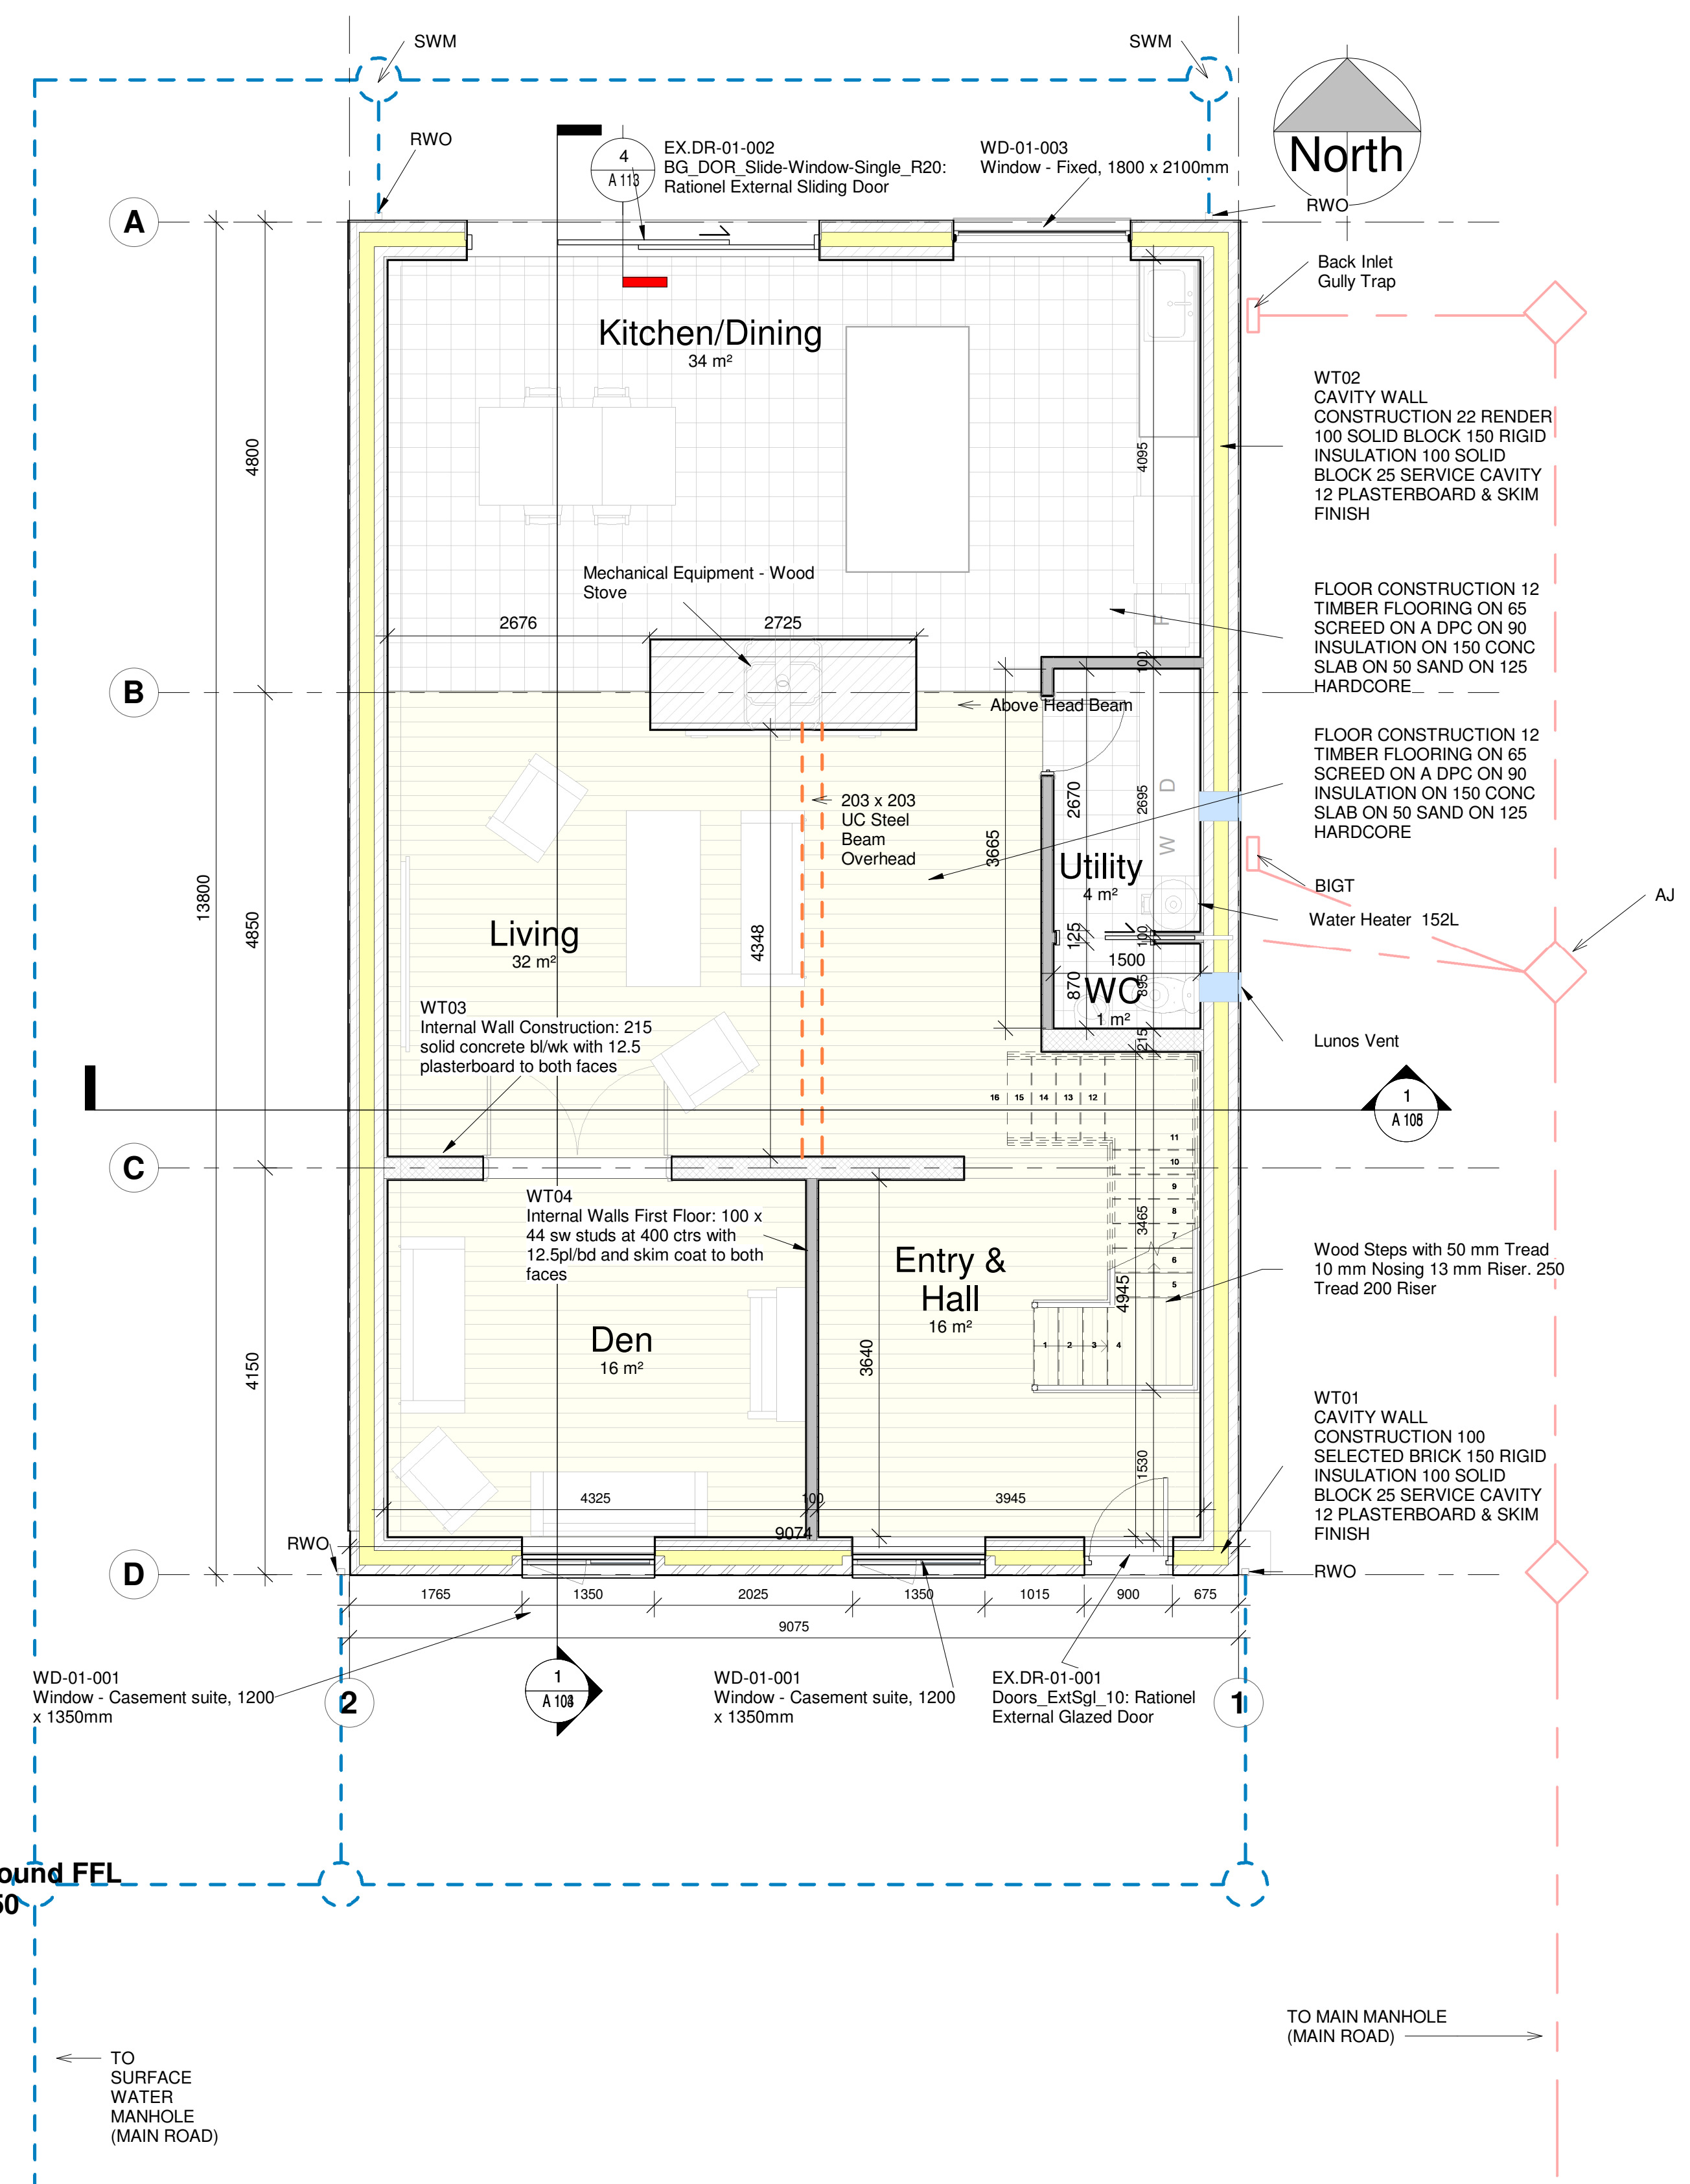 SWM
SWM
RWO
4
A 113
EX.DR-01-002
BG_DOR_Slide-Window-Single_R20:
Rationel External Sliding Door
WD-01-003
Window - Fixed, 1800 x 2100mm
North
RWO
A
Back Inlet
Gully Trap
Kitchen/Dining
34 m²
WT02
CAVITY WALL
CONSTRUCTION 22 RENDER
100 SOLID BLOCK 150 RIGID
INSULATION 100 SOLID
BLOCK 25 SERVICE CAVITY
12 PLASTERBOARD & SKIM
FINISH
4800
4095
Mechanical Equipment - Wood
Stove
FLOOR CONSTRUCTION 12
TIMBER FLOORING ON 65
SCREED ON A DPC ON 90
INSULATION ON 150 CONC
SLAB ON 50 SAND ON 125
HARDCORE
F
2676
2725
100
B
Above Head Beam
FLOOR CONSTRUCTION 12
TIMBER FLOORING ON 65
SCREED ON A DPC ON 90
INSULATION ON 150 CONC
SLAB ON 50 SAND ON 125
HARDCORE
203 x 203
UC Steel
Beam
Overhead
2670
2695
D
W
3665
Utility
4 m²
BIGT
AJ
Water Heater 152L
13800
4850
Living
32 m²
4348
125
100
1500
870
895
WC
1 m²
215
Lunos Vent
WT03
Internal Wall Construction: 215
solid concrete bl/wk with 12.5
plasterboard to both faces
16 15 14 13 12
1
11
10
9
8
7
6
5
C
WT04
Internal Walls First Floor: 100 x
44 sw studs at 400 ctrs with
12.5pl/bd and skim coat to both
faces
3465
Entry &
Hall
16 m²
4945
Wood Steps with 50 mm Tread
10 mm Nosing 13 mm Riser. 250
Tread 200 Riser
Den
16 m²
3640
1 2 3 4
4150
WT01
CAVITY WALL
CONSTRUCTION 100
SELECTED BRICK 150 RIGID
INSULATION 100 SOLID
BLOCK 25 SERVICE CAVITY
12 PLASTERBOARD & SKIM
FINISH
1530
4325
100
3945
9074
RWO
D
RWO
1765
1350
2025
1350
1015
900
675
9075
WD-01-001
Window - Casement suite, 1200
x 1350mm
2
1
WD-01-001
Window - Casement suite, 1200
x 1350mm
EX.DR-01-001
Doors_ExtSgl_10: Rationel
External Glazed Door
1
ound FFL
50
TO MAIN MANHOLE
(MAIN ROAD)
TO
SURFACE
WATER
MANHOLE
(MAIN ROAD)